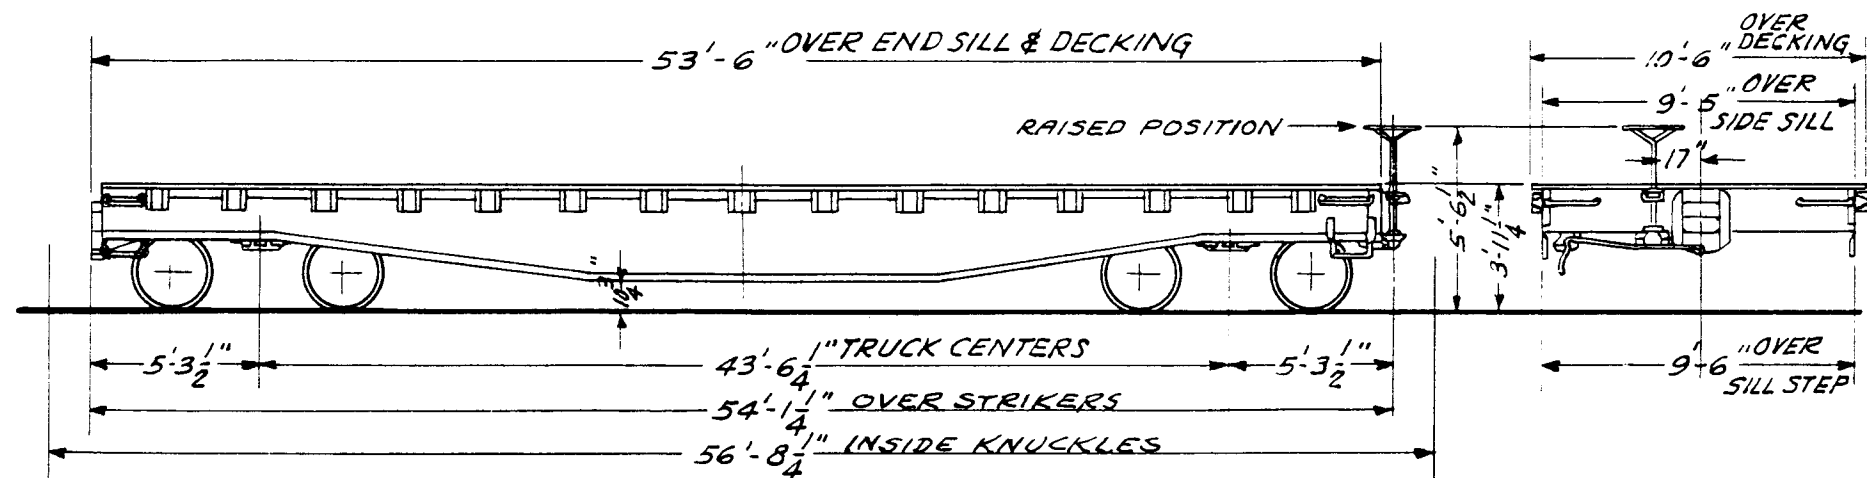 53'-6" OVER END SILL & DECKING
OVER
DECKING
10'-6"
9'-5" OVER
SIDE SILL
RAISED POSITION
17"
5'-6 1/2"
3'-11 1/4"
10 3/4"
5'-3 1/2"
43'-6 1/4" TRUCK CENTERS
5'-3 1/2"
9'-6" OVER
SILL STEP
54'-1 1/4" OVER STRIKERS
56'-8 1/4" INSIDE KNUCKLES